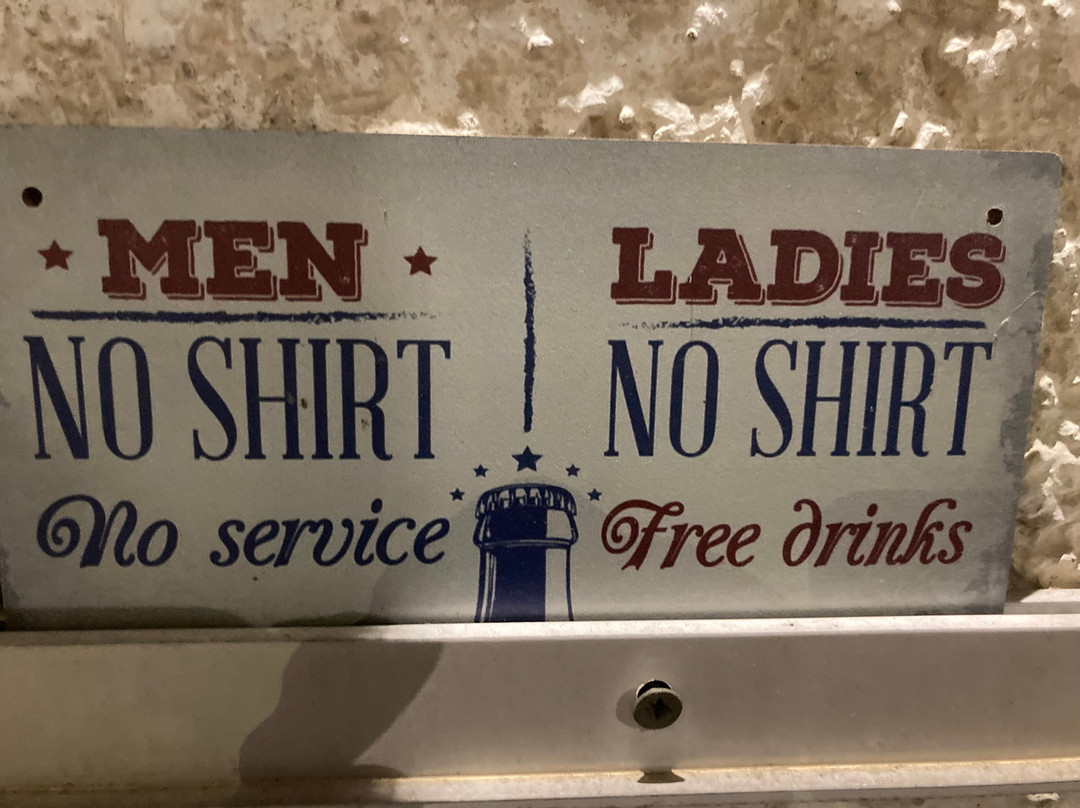 MEN
NO SHIRT
No service
LADIES
NO SHIRT
Free drinks